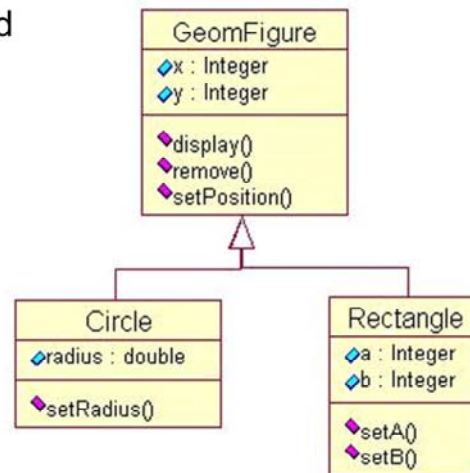 d
GeomFigure
x : Integer
y : Integer
display()
remove()
setPosition()
Circle
radius : double
setRadius()
Rectangle
a : Integer
b : Integer
setA()
setB()